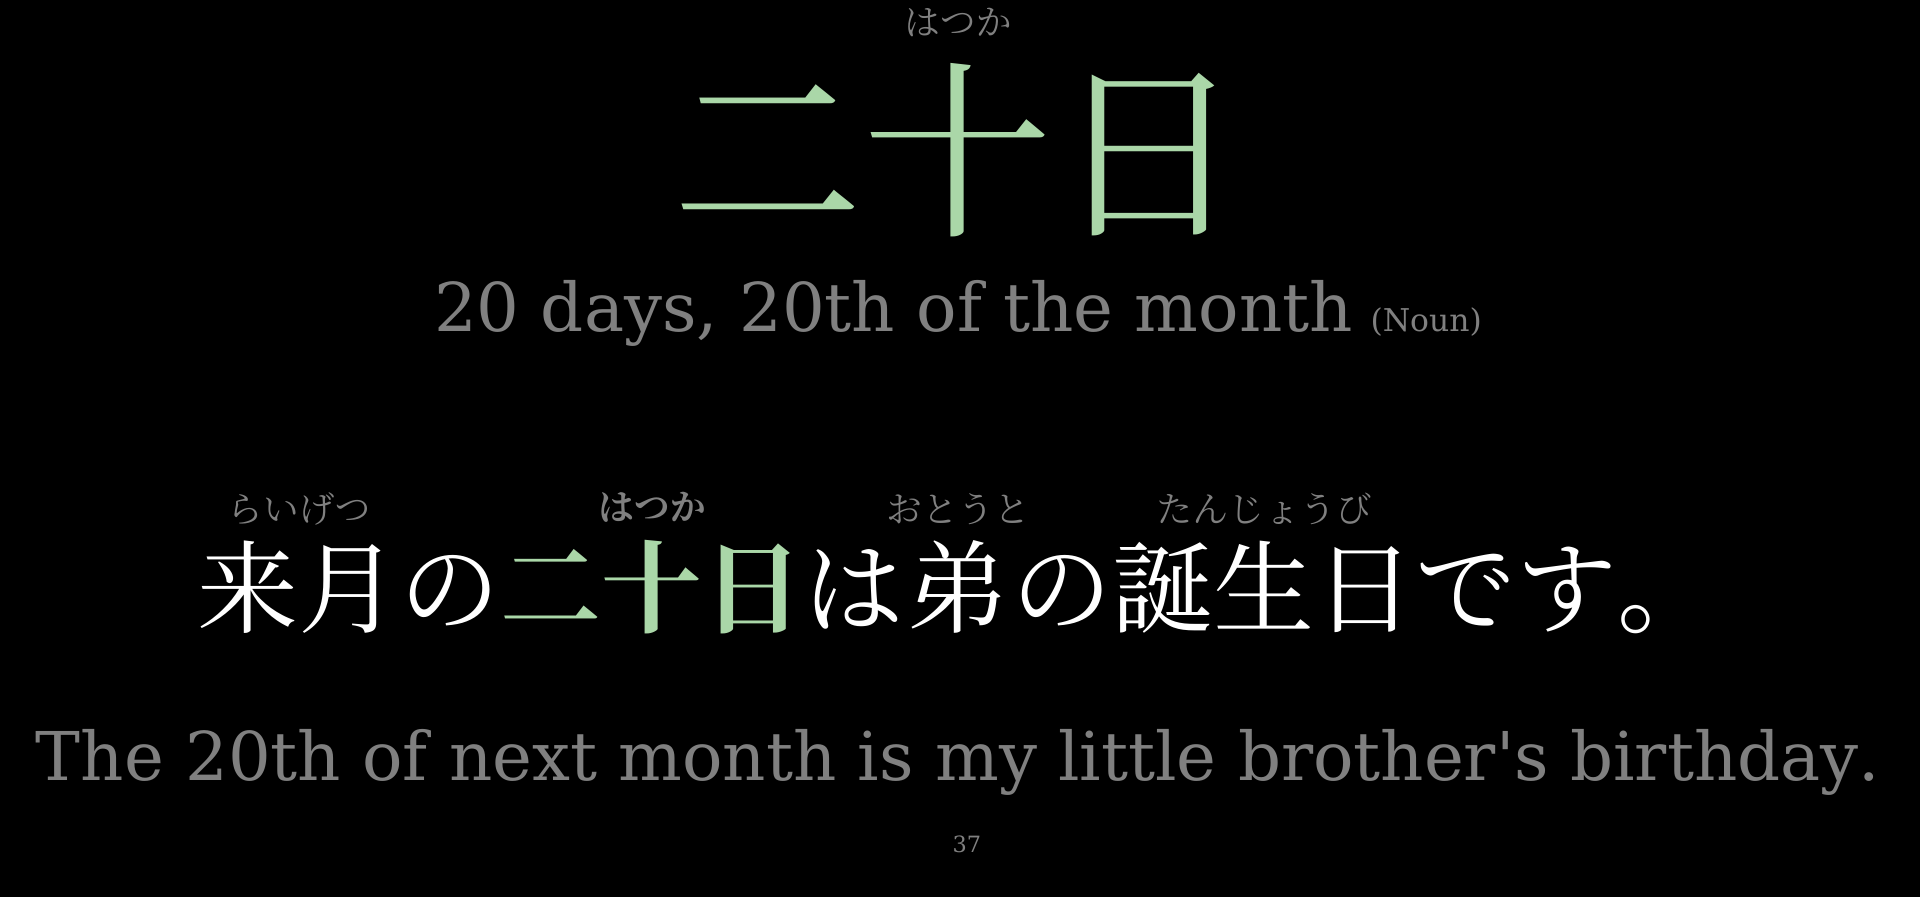 はつか
二十日
20 days, 20th of the month (Noun)
らいげつ はつか おとうと たんじょうび
来月の二十日は弟の誕生日です。
The 20th of next month is my little brother's birthday.
37